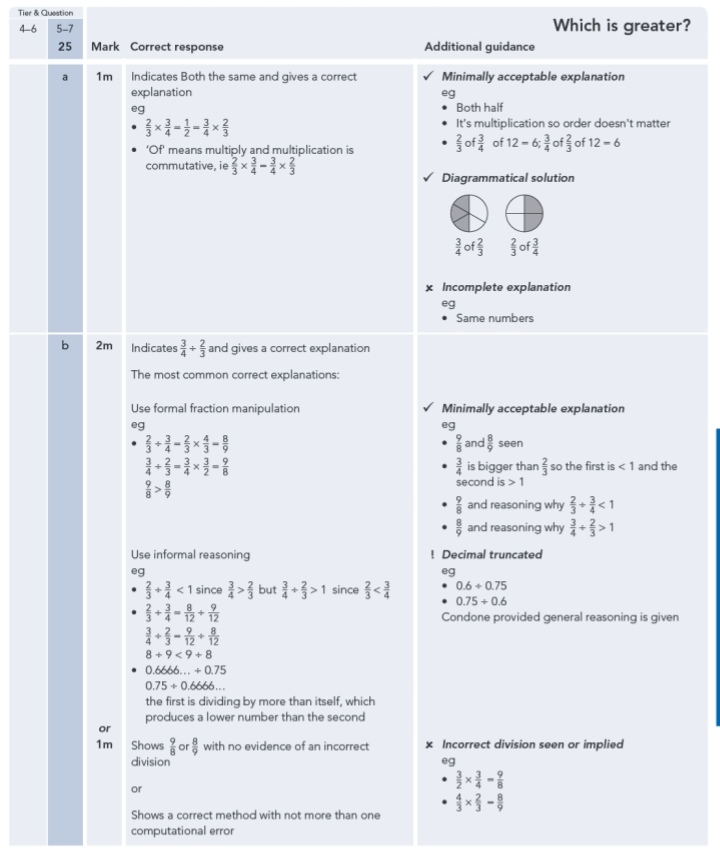 Tier & Question
4–6 5–7
25
Which is greater?
Mark Correct response
Additional guidance
a
1m
Indicates Both the same and gives a correct
explanation
eg
• 2/3 × 3/4 = 1/2 = 3/4 × 2/3
• 'Of' means multiply and multiplication is
commutative, ie 2/3 × 3/4 = 3/4 × 2/3
✓ Minimally acceptable explanation
eg
• Both half
• It's multiplication so order doesn't matter
• 2/3 of 3/4 of 12 = 6; 3/4 of 2/3 of 12 = 6
✓ Diagrammatical solution
3/4 of 2/3 2/3 of 3/4
× Incomplete explanation
eg
• Same numbers
b
2m
Indicates 3/4 ÷ 2/3 and gives a correct explanation
The most common correct explanations:
Use formal fraction manipulation
eg
• 2/3 ÷ 3/4 = 2/3 × 4/3 = 8/9
3/4 ÷ 2/3 = 3/4 × 3/2 = 9/8
9/8 > 8/9
✓ Minimally acceptable explanation
eg
• 9/8 and 8/9 seen
• 3/4 is bigger than 2/3 so the first is < 1 and the
second is > 1
• 9/8 and reasoning why 2/3 ÷ 3/4 < 1
• 8/9 and reasoning why 3/4 ÷ 2/3 > 1
Use informal reasoning
eg
• 2/3 ÷ 3/4 < 1 since 3/4 > 2/3 but 3/4 ÷ 2/3 > 1 since 2/3 < 3/4
• 2/3 ÷ 3/4 = 8/12 ÷ 9/12
3/4 ÷ 2/3 = 9/12 ÷ 8/12
8 ÷ 9 < 9 ÷ 8
• 0.6666... ÷ 0.75
0.75 ÷ 0.6666...
the first is dividing by more than itself, which
produces a lower number than the second
! Decimal truncated
eg
• 0.6 ÷ 0.75
• 0.75 ÷ 0.6
Condone provided general reasoning is given
or
1m
Shows 9/8 or 8/9 with no evidence of an incorrect
division
or
Shows a correct method with not more than one
computational error
× Incorrect division seen or implied
eg
• 3/2 × 3/4 = 9/8
• 4/3 × 2/3 = 8/9